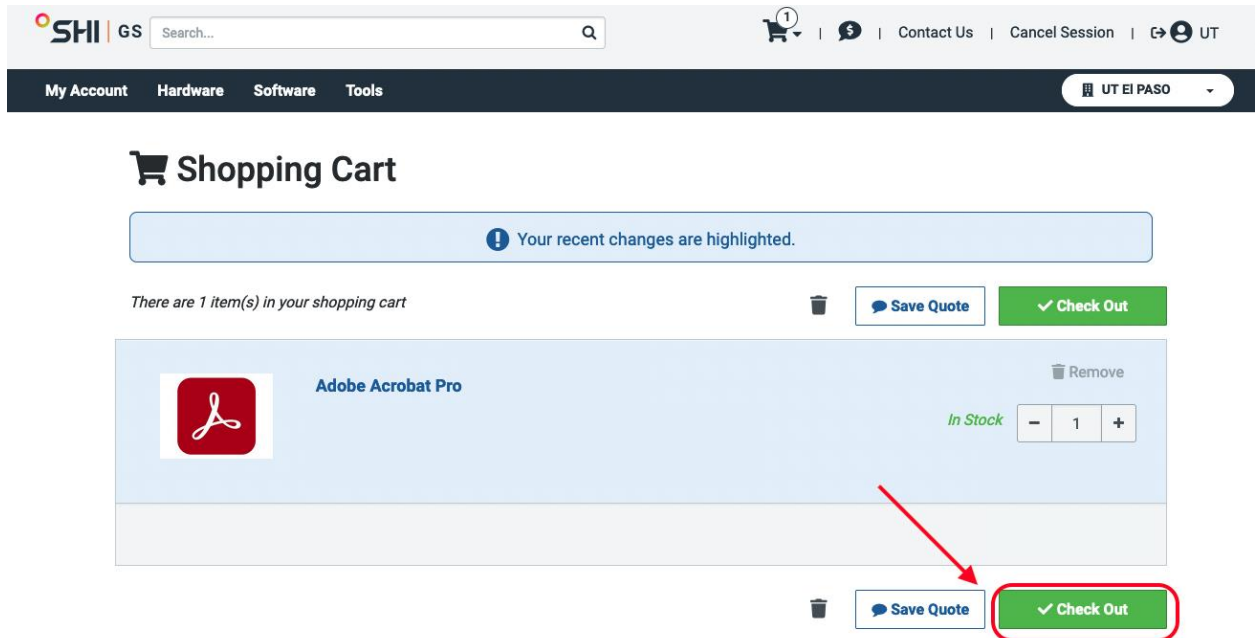 SHI | GS Search... 1 | $ | Contact Us | Cancel Session | UT
My Account Hardware Software Tools UT El PASO
Shopping Cart
Your recent changes are highlighted.
There are 1 item(s) in your shopping cart Save Quote Check Out
Adobe Acrobat Pro Remove
In Stock − 1 +
Save Quote Check Out